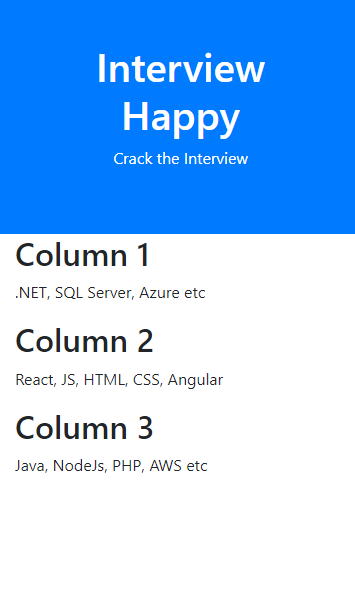 Interview
Happy
Crack the Interview
Column 1
.NET, SQL Server, Azure etc
Column 2
React, JS, HTML, CSS, Angular
Column 3
Java, NodeJs, PHP, AWS etc